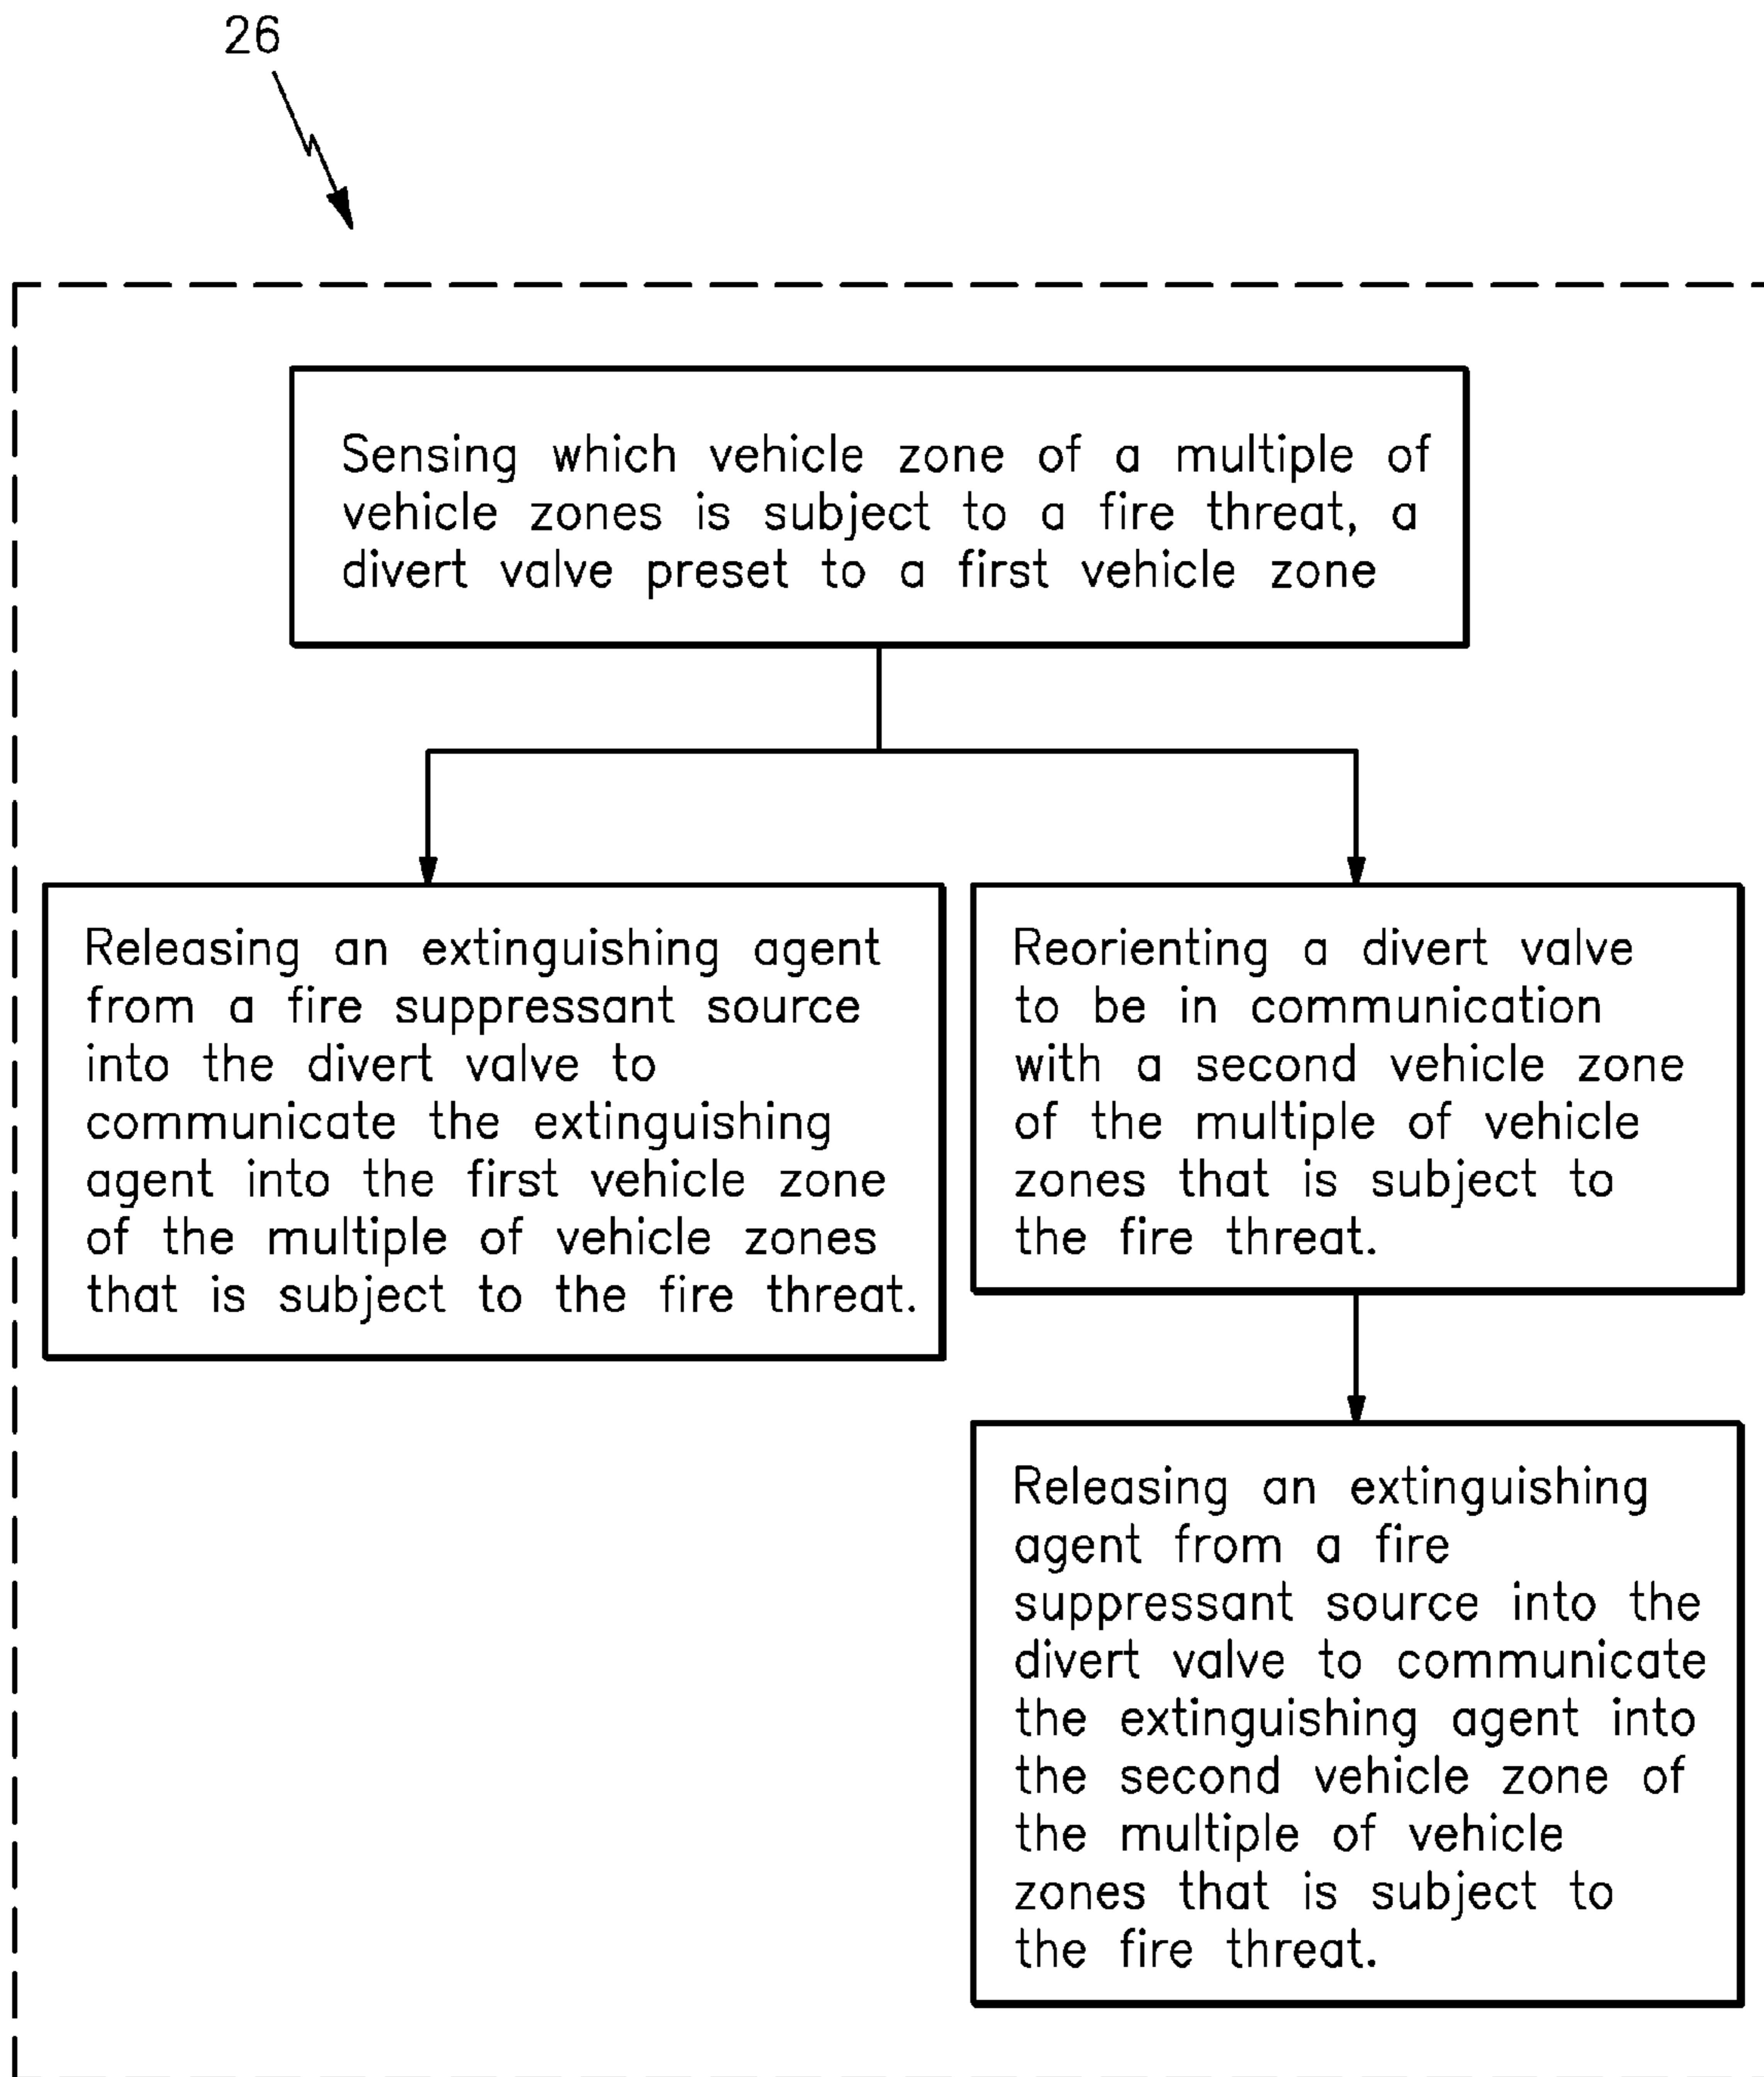 26
Sensing which vehicle zone of a multiple of
vehicle zones is subject to a fire threat, a
divert valve preset to a first vehicle zone
Releasing an extinguishing agent
from a fire suppressant source
into the divert valve to
communicate the extinguishing
agent into the first vehicle zone
of the multiple of vehicle zones
that is subject to the fire threat.
Reorienting a divert valve
to be in communication
with a second vehicle zone
of the multiple of vehicle
zones that is subject to
the fire threat.
Releasing an extinguishing
agent from a fire
suppressant source into the
divert valve to communicate
the extinguishing agent into
the second vehicle zone of
the multiple of vehicle
zones that is subject to
the fire threat.